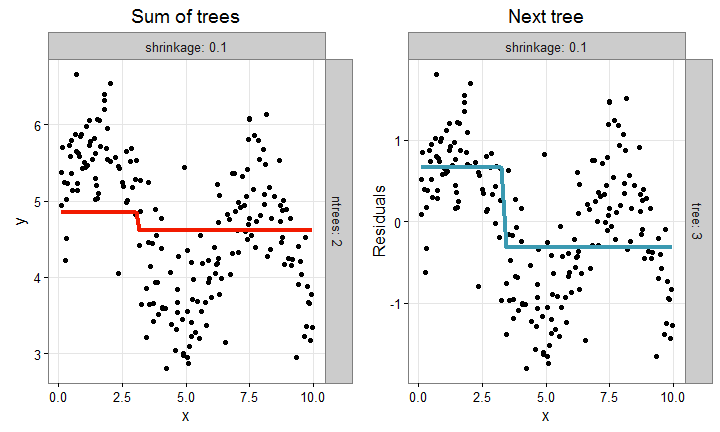 Sum of trees
shrinkage: 0.1
6
5
4
3
y
ntrees: 2
0.0 2.5 5.0 7.5 10.0
x
Next tree
shrinkage: 0.1
1
0
-1
Residuals
tree: 3
0.0 2.5 5.0 7.5 10.0
x